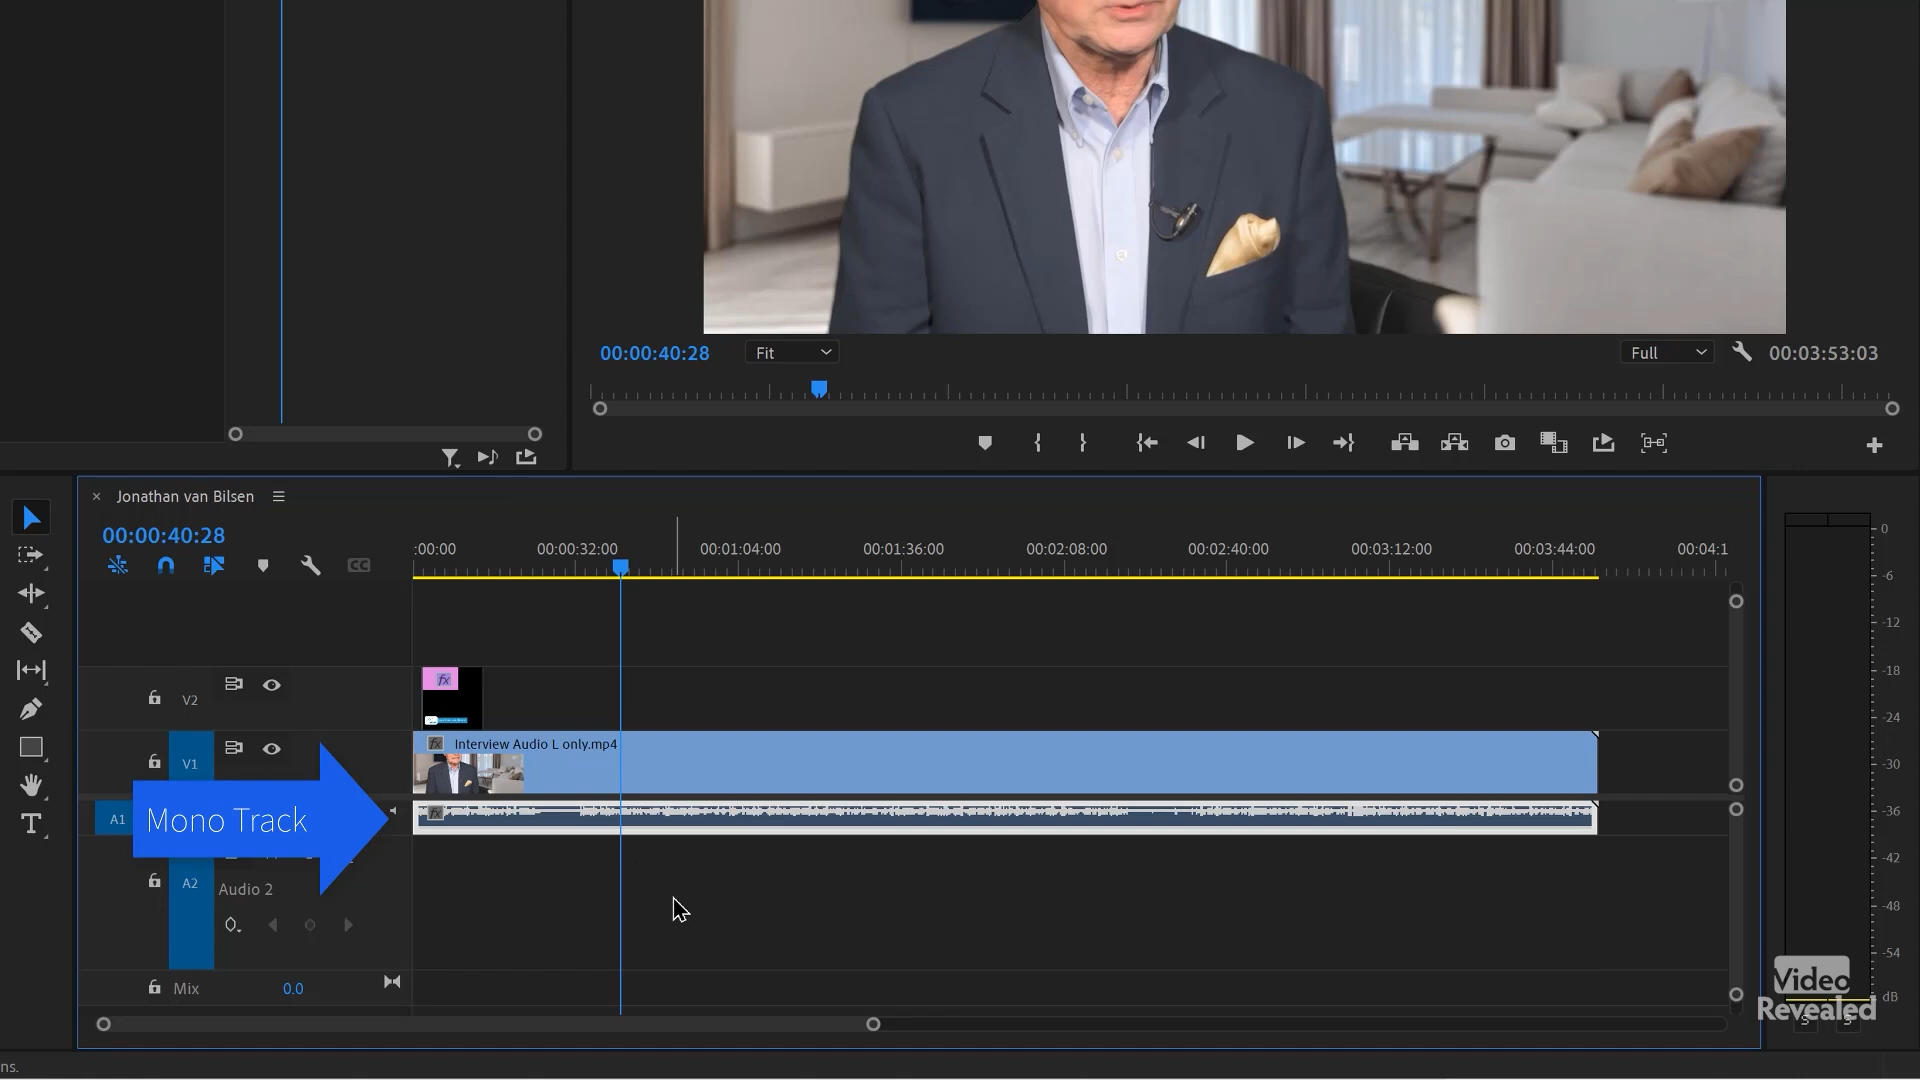 00:00:40:28
Fit
Full
00:03:53:03
× Jonathan van Bilsen
00:00:40:28
:00:00
00:00:32:00
00:01:04:00
00:01:36:00
00:02:08:00
00:02:40:00
00:03:12:00
00:03:44:00
00:04:1
CC
V2
fx
V1
fx Interview Audio L only.mp4
A1
Mono Track
fx
A2
Audio 2
Mix
0.0
0
-6
-12
-18
-24
-30
-36
-42
-48
-54
dB
S
S
Video
Revealed
ns.